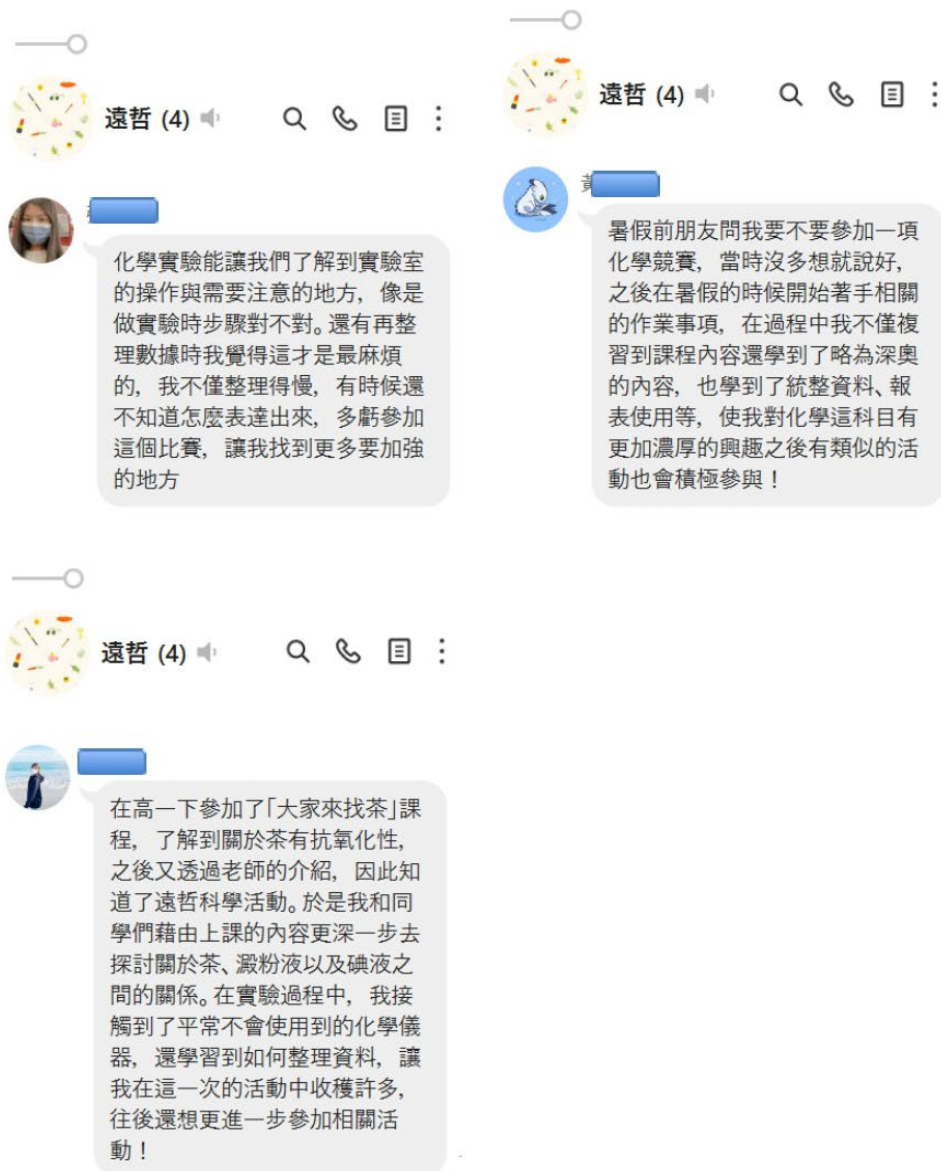 遠哲 (4)
化學實驗能讓我們了解到實驗室
的操作與需要注意的地方，像是
做實驗時步驟對不對。還有再整
理數據時我覺得這才是最麻煩
的，我不僅整理得慢，有時候還
不知道怎麼表達出來，多虧參加
這個比賽，讓我找到更多要加強
的地方
遠哲 (4)
黃
暑假前朋友問我要不要參加一項
化學競賽，當時沒多想就說好，
之後在暑假的時候開始著手相關
的作業事項，在過程中我不僅複
習到課程內容還學到了略為深奧
的內容，也學到了統整資料、報
表使用等，使我對化學這科目有
更加濃厚的興趣之後有類似的活
動也會積極參與！
遠哲 (4)
在高一下參加了「大家來找茶」課
程，了解到關於茶有抗氧化性，
之後又透過老師的介紹，因此知
道了遠哲科學活動。於是我和同
學們藉由上課的內容更深一步去
探討關於茶、澱粉液以及碘液之
間的關係。在實驗過程中，我接
觸到了平常不會使用到的化學儀
器，還學習到如何整理資料，讓
我在這一次的活動中收穫許多，
往後還想更進一步參加相關活
動！